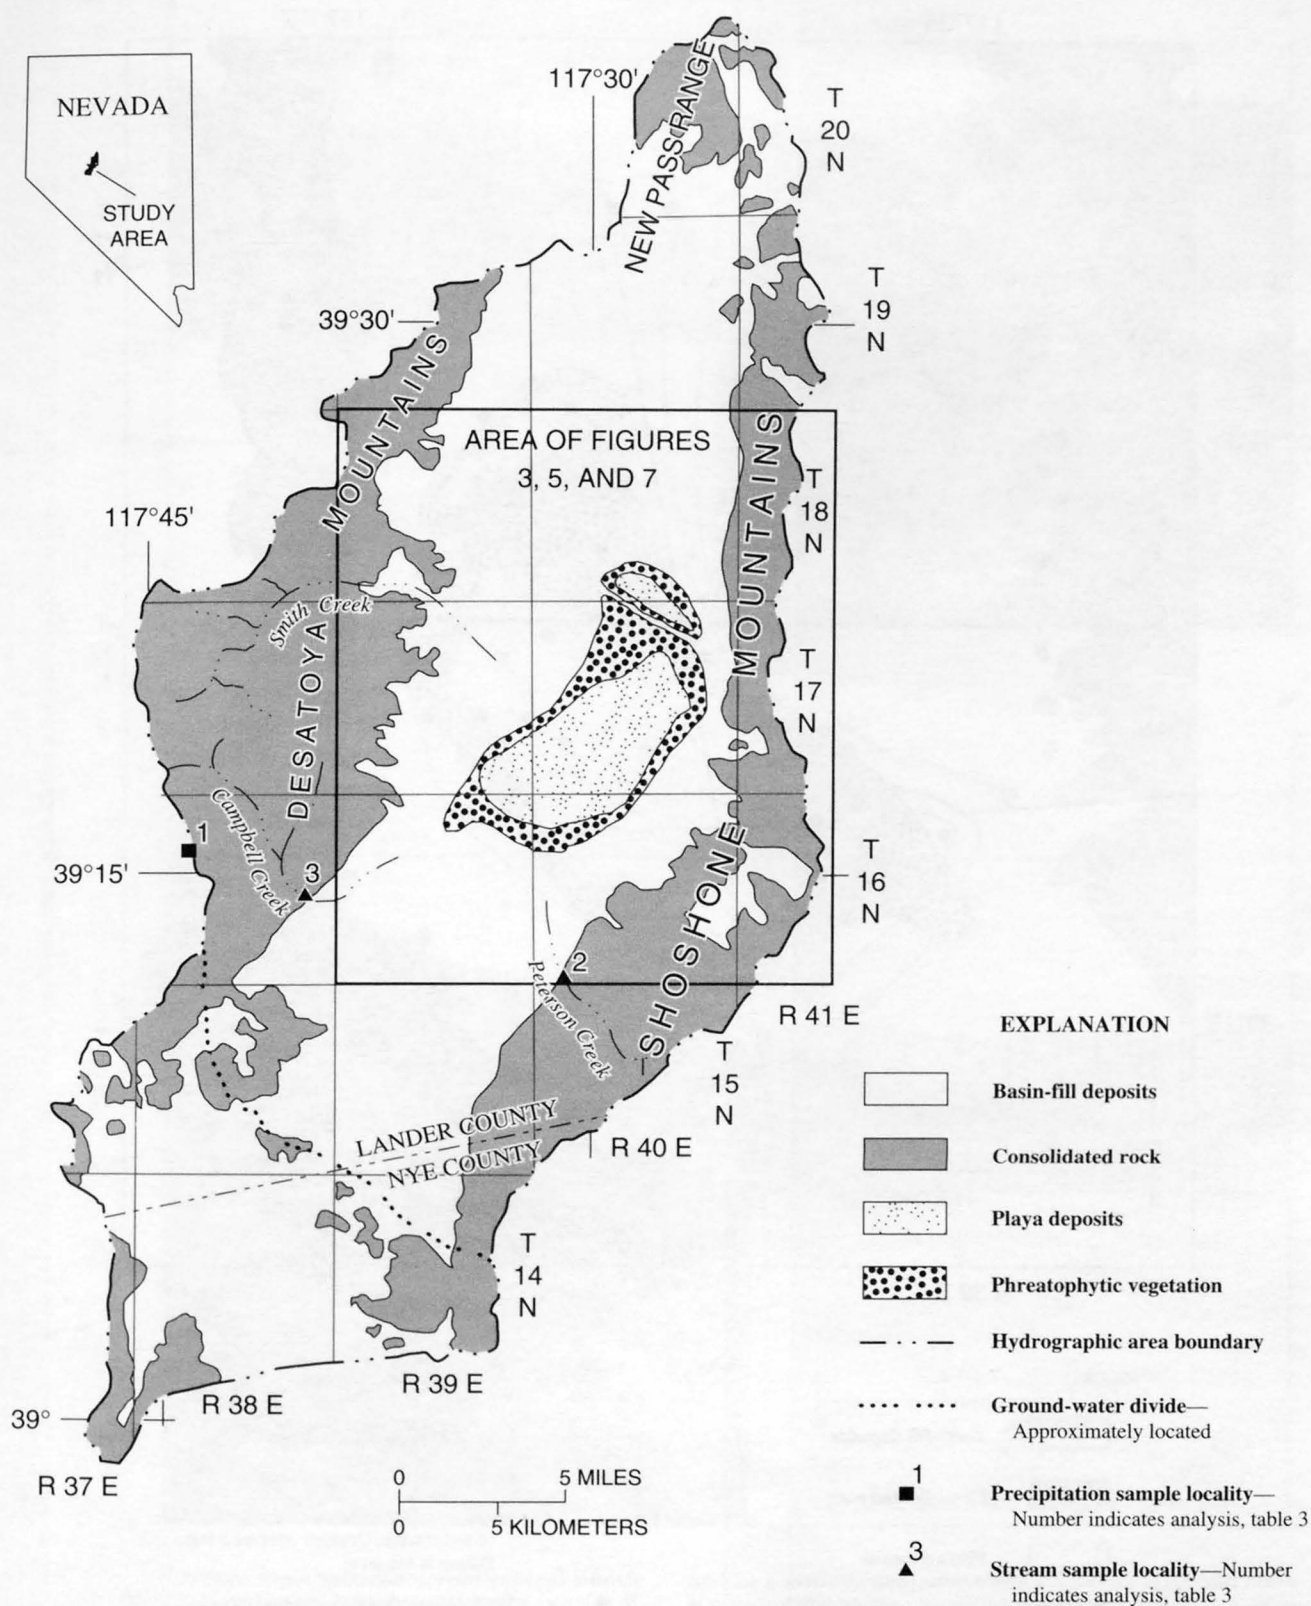 NEVADA
STUDY
AREA
117°30'
NEW PASS RANGE
T
20
N
T
19
N
39°30'
MOUNTAINS
AREA OF FIGURES
3, 5, AND 7
MOUNTAINS
T
18
N
117°45'
Smith Creek
DESATOYA
T
17
N
Campbell Creek
1
39°15'
3
SHOSHONE
T
16
N
2
Peterson Creek
R 41 E
T
15
N
LANDER COUNTY
NYE COUNTY
R 40 E
T
14
N
R 39 E
R 38 E
39°
R 37 E
0
5 MILES
0
5 KILOMETERS
EXPLANATION
Basin-fill deposits
Consolidated rock
Playa deposits
Phreatophytic vegetation
Hydrographic area boundary
Ground-water divide—
Approximately located
1
Precipitation sample locality—
Number indicates analysis, table 3
3
Stream sample locality—Number
indicates analysis, table 3